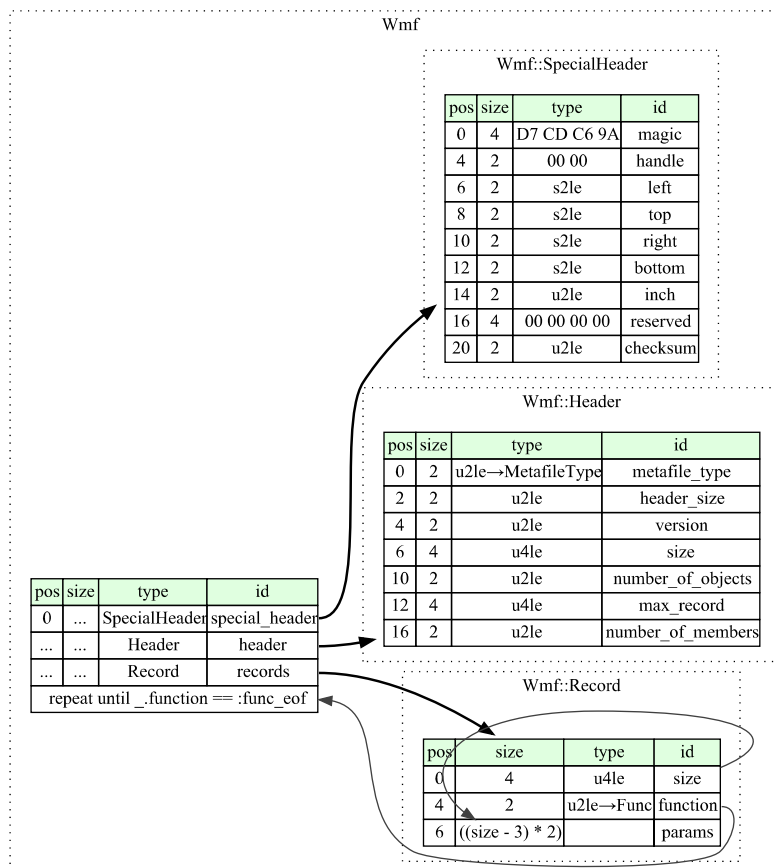 Wmf
Wmf::SpecialHeader
pos size type id
0 4 D7 CD C6 9A magic
4 2 00 00 handle
6 2 s2le left
8 2 s2le top
10 2 s2le right
12 2 s2le bottom
14 2 u2le inch
16 4 00 00 00 00 reserved
20 2 u2le checksum
Wmf::Header
pos size type id
0 2 u2le→MetafileType metafile_type
2 2 u2le header_size
4 2 u2le version
6 4 u4le size
10 2 u2le number_of_objects
12 4 u4le max_record
16 2 u2le number_of_members
pos size type id
0 ... SpecialHeader special_header
... ... Header header
... ... Record records
repeat until _.function == :func_eof
Wmf::Record
pos size type id
0 4 u4le size
4 2 u2le→Func function
6 ((size - 3) * 2) params